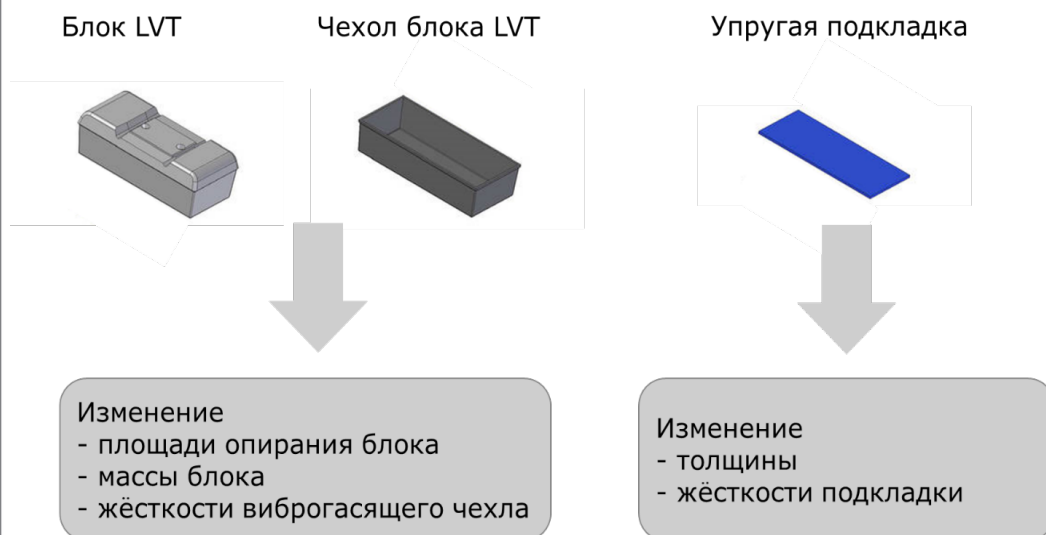 Блок LVT
Чехол блока LVT
Упругая подкладка
Изменение
- площади опирания блока
- массы блока
- жёсткости виброгасящего чехла
Изменение
- толщины
- жёсткости подкладки